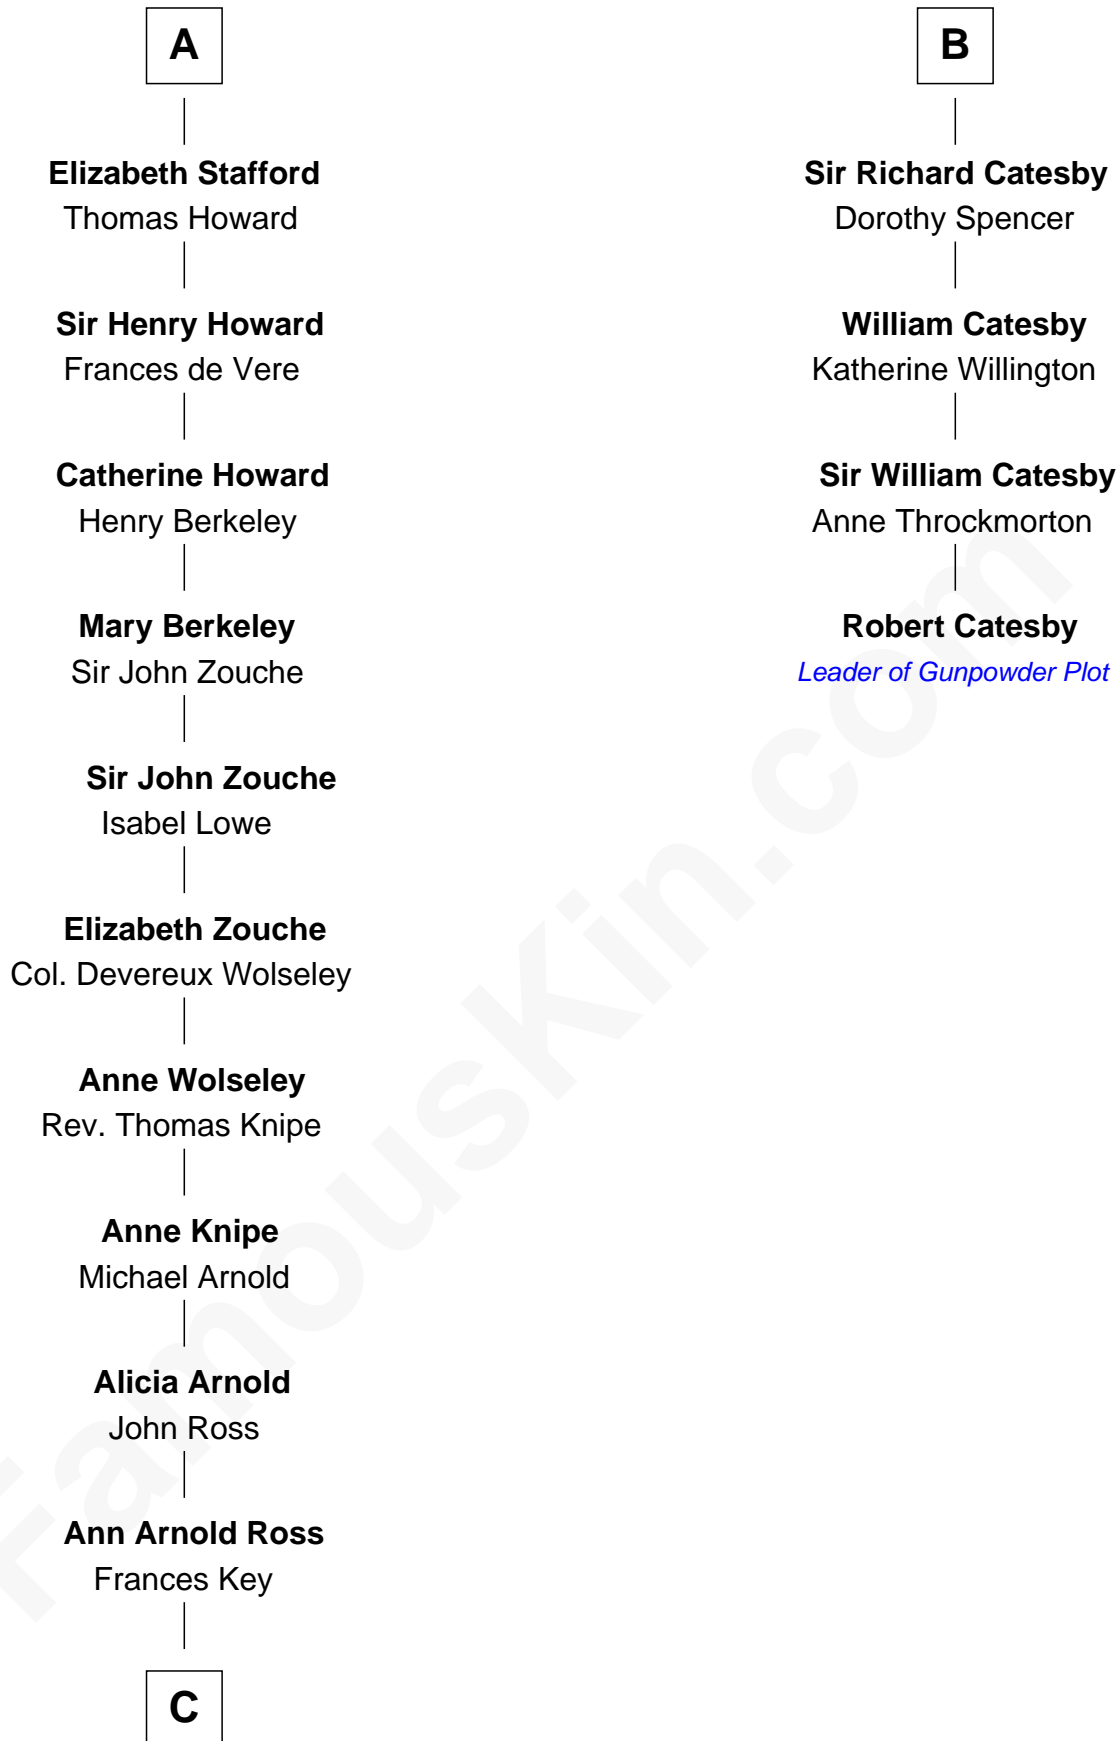 A
Elizabeth Stafford
Thomas Howard
Sir Henry Howard
Frances de Vere
Catherine Howard
Henry Berkeley
Mary Berkeley
Sir John Zouche
Sir John Zouche
Isabel Lowe
Elizabeth Zouche
Col. Devereux Wolseley
Anne Wolseley
Rev. Thomas Knipe
Anne Knipe
Michael Arnold
Alicia Arnold
John Ross
Ann Arnold Ross
Frances Key
C
B
Sir Richard Catesby
Dorothy Spencer
William Catesby
Katherine Willington
Sir William Catesby
Anne Throckmorton
Robert Catesby
Leader of Gunpowder Plot
FamousKin.com